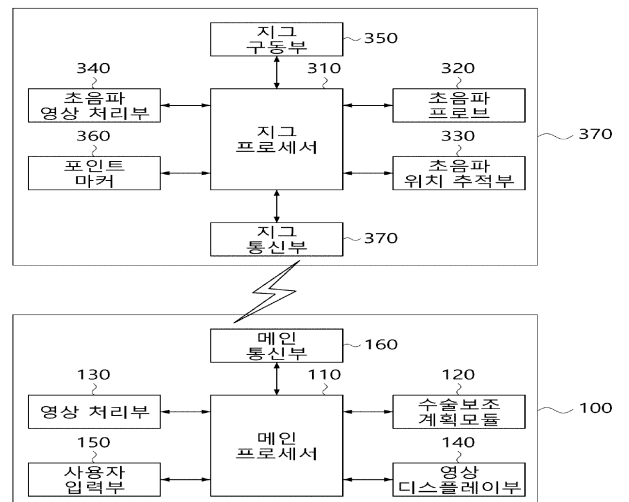 지그
구동부
350
340
310
320
초음파
영상 처리부
지그
프로세서
초음파
프로브
360
330
370
포인트
마커
초음파
위치 추적부
지그
통신부
370
메인
통신부
160
130
110
120
영상 처리부
메인
프로세서
수술보조
계획모듈
100
150
140
사용자
입력부
영상
디스플레이부